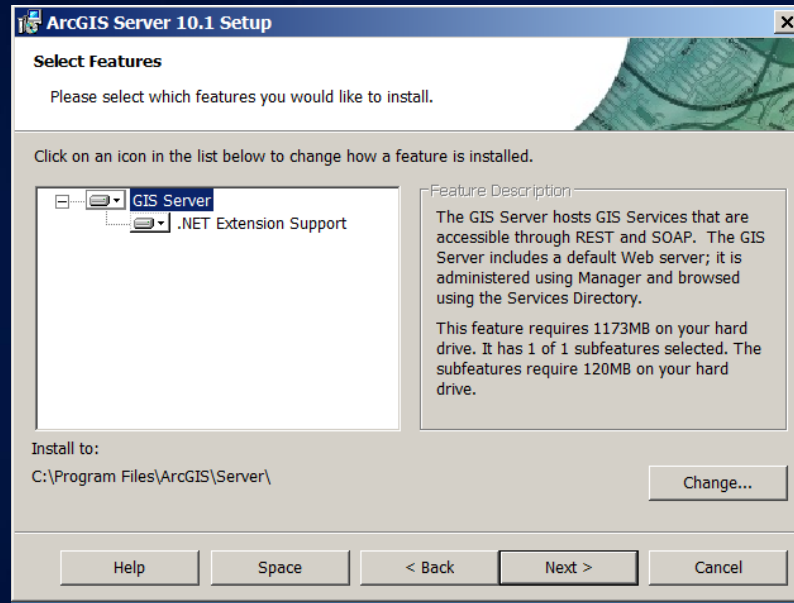 ArcGIS Server 10.1 Setup
Select Features
Please select which features you would like to install.
Click on an icon in the list below to change how a feature is installed.
GIS Server
.NET Extension Support
Feature Description
The GIS Server hosts GIS Services that are
accessible through REST and SOAP. The GIS
Server includes a default Web server; it is
administered using Manager and browsed
using the Services Directory.
This feature requires 1173MB on your hard
drive. It has 1 of 1 subfeatures selected. The
subfeatures require 120MB on your hard
drive.
Install to:
C:\Program Files\ArcGIS\Server\
Change...
Help
Space
< Back
Next >
Cancel